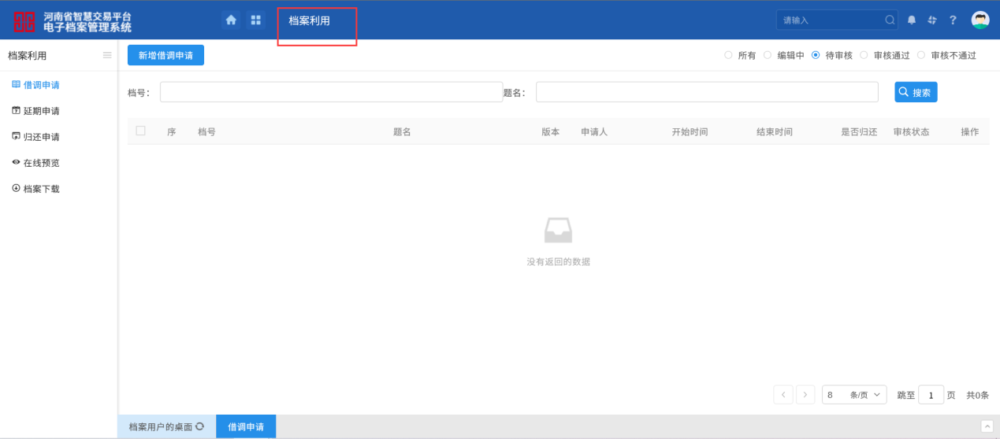 河南省智慧交易平台
电子档案管理系统
档案利用
请输入
档案利用
新增借调申请
所有 编辑中 待审核 审核通过 审核不通过
借调申请
延期申请
归还申请
在线预览
档案下载
档号：
题名：
搜索
序 档号 题名 版本 申请人 开始时间 结束时间 是否归还 审核状态 操作
没有返回的数据
8 条/页 跳至 1 页 共0条
档案用户的桌面 借调申请